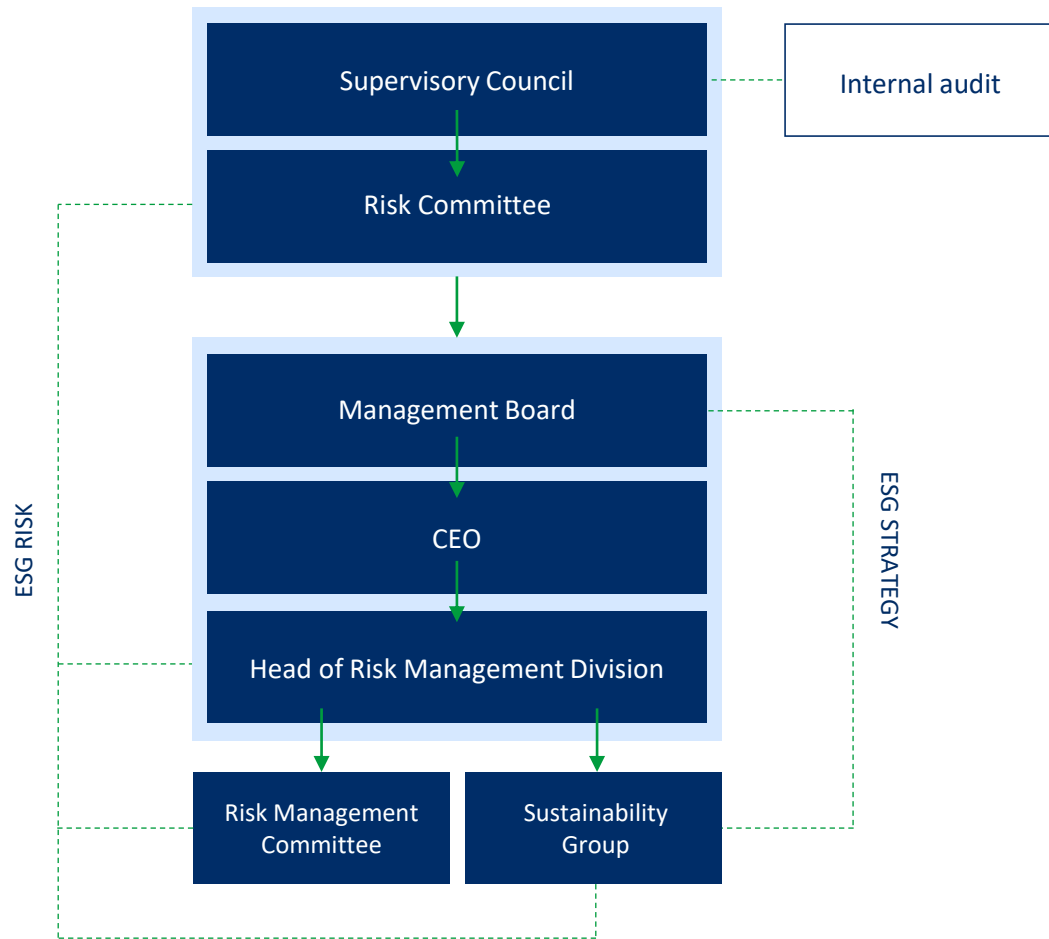 Supervisory Council
Internal audit
Risk Committee
Management Board
ESG RISK
CEO
ESG STRATEGY
Head of Risk Management Division
Risk Management
Committee
Sustainability
Group